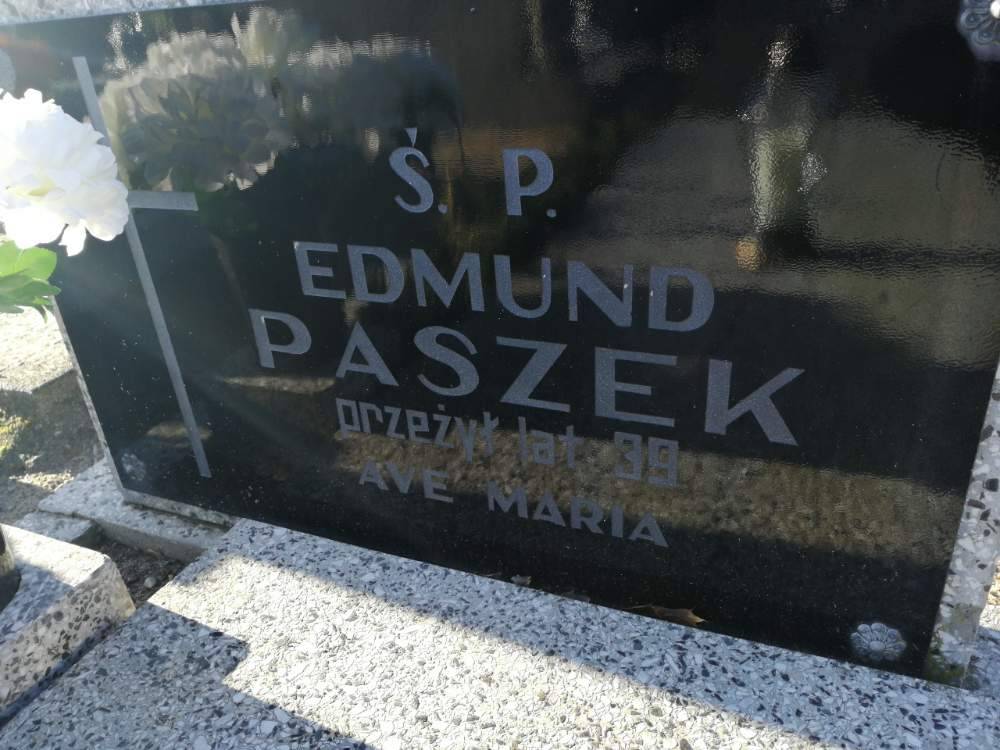 Ś. P.
EDMUND
PASZEK
przeżył lat 39
AVE MARIA